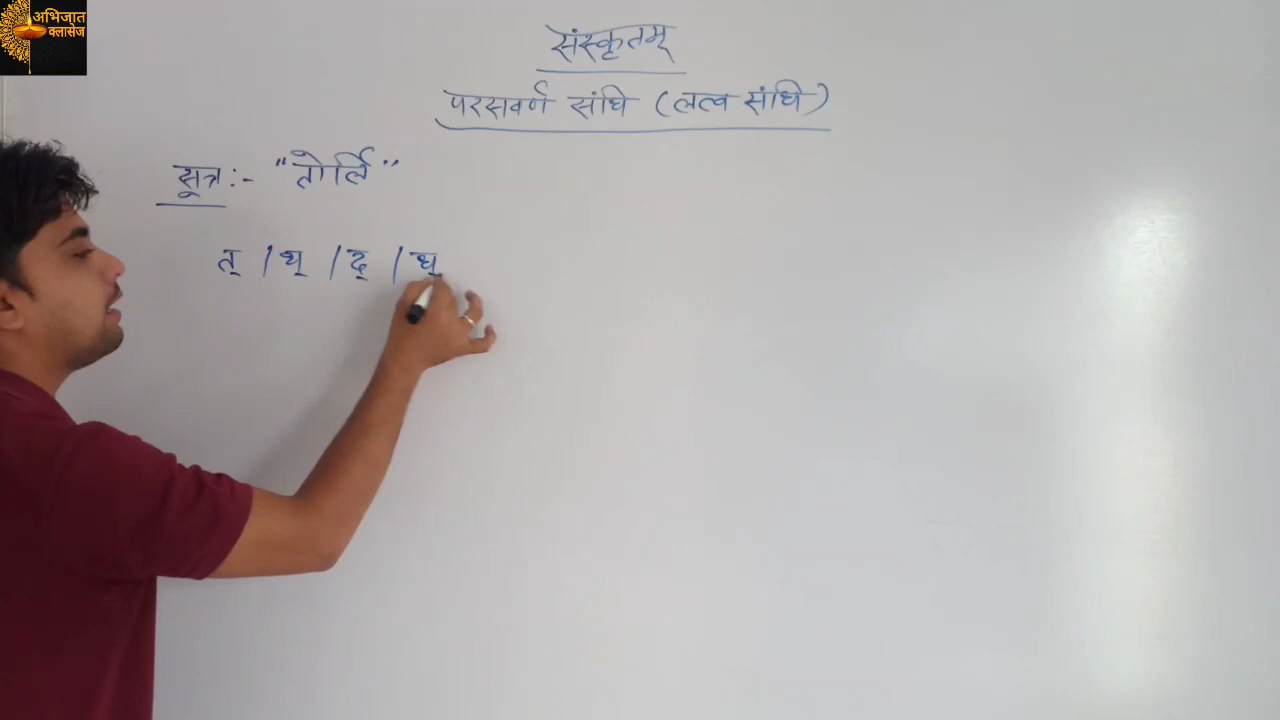 अभिजात
क्लासेज
संस्कृतम्
परसवर्ण संधि (लत्व संधि)
सूत्र :- "तोर्लि"
त् / थ् / द् / ध्